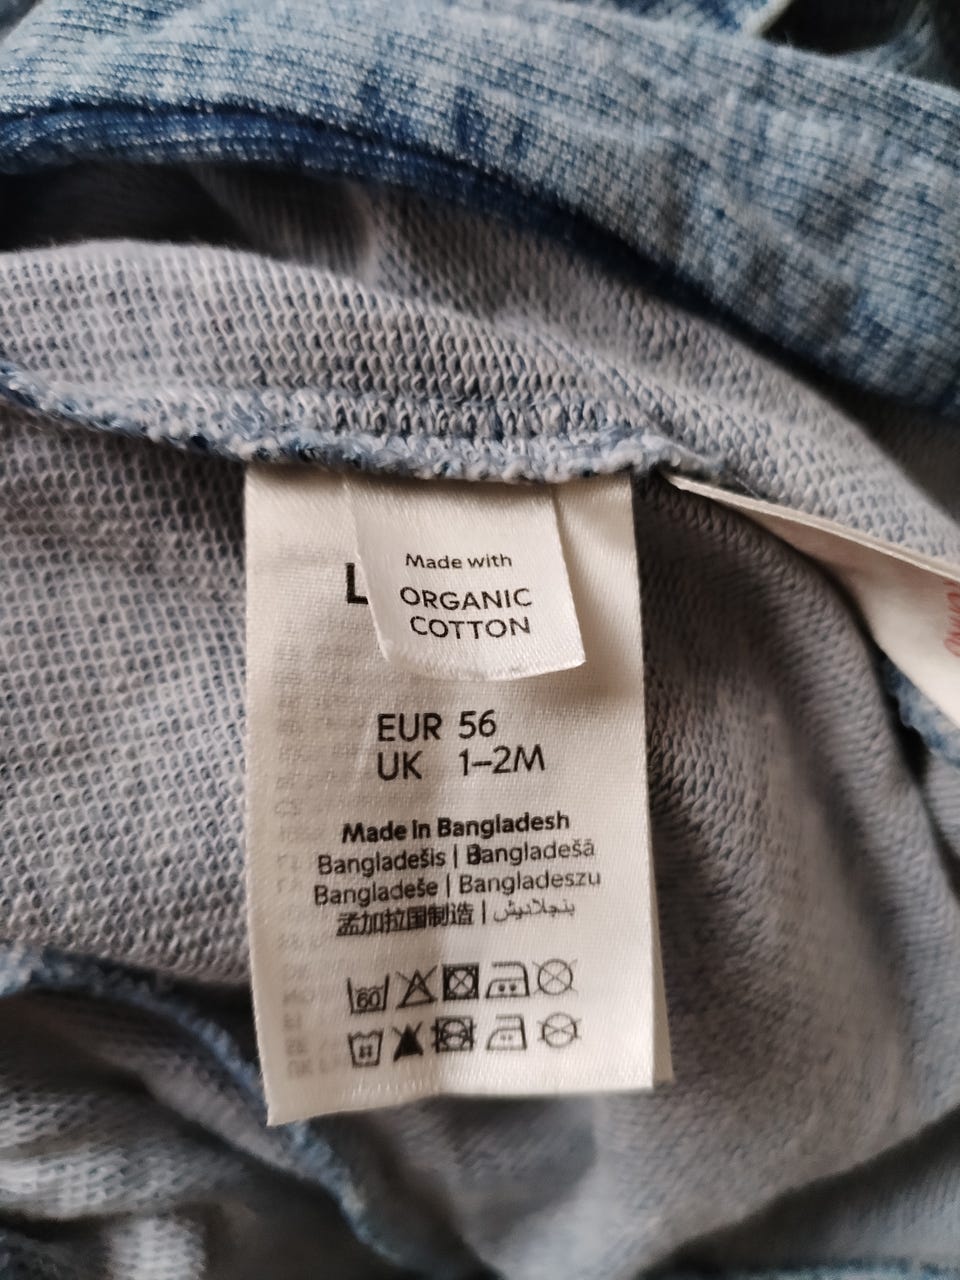 Made with
ORGANIC
COTTON
L
EUR 56
UK 1–2M
Made in Bangladesh
Bangladešis | Bangladešā
Bangladeše | Bangladeszu
孟加拉国制造 | بنجلاديش
60